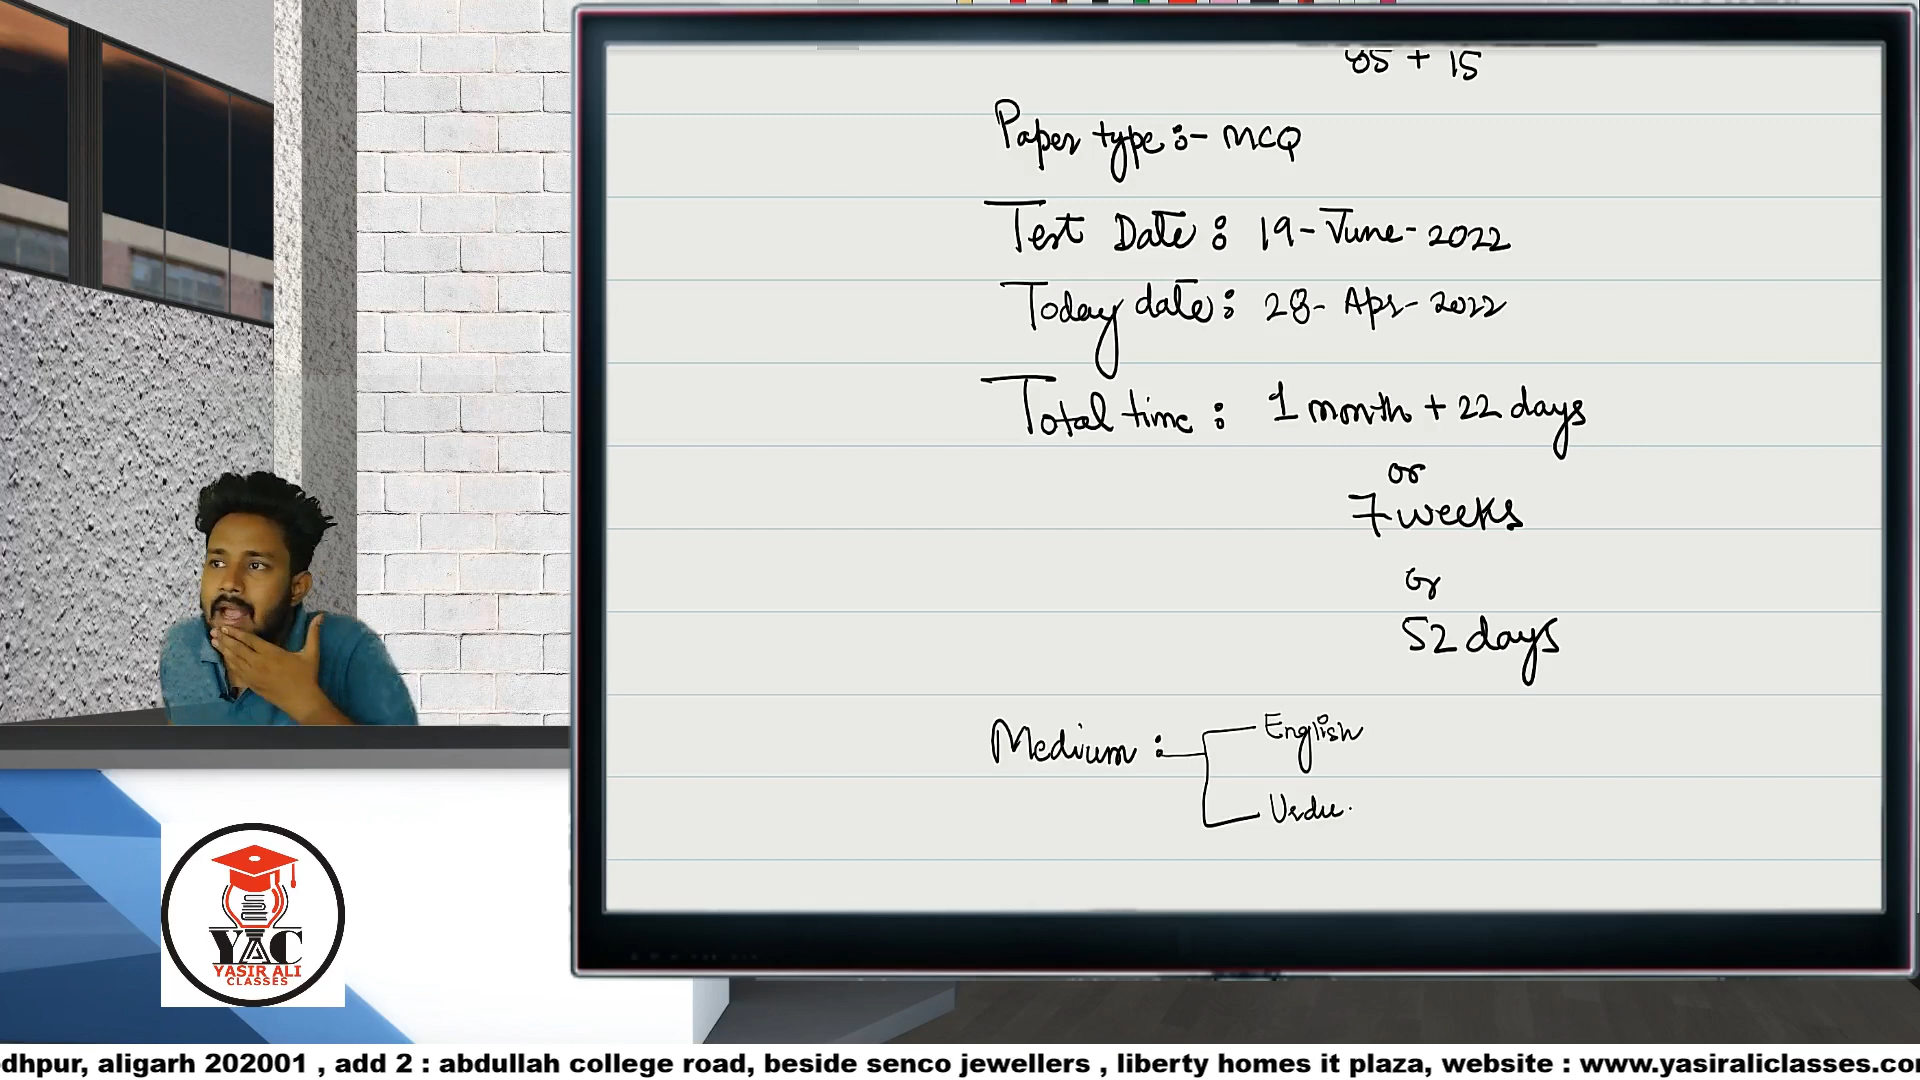 85 + 15
Paper type :- MCQ
Test Date : 19-June-2022
Today date : 28-Apr-2022
Total time : 1 month + 22 days
or
7 weeks
or
52 days
Medium :
English
Urdu.
YAC
YASIR ALI
CLASSES
odhpur, aligarh 202001 , add 2 : abdullah college road, beside senco jewellers , liberty homes it plaza, website : www.yasiraliclasses.co